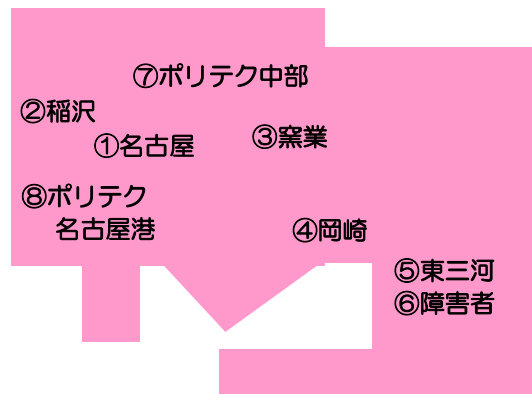 ⑦ポリテク中部
②稲沢
①名古屋
③窯業
⑧ポリテク
名古屋港
④岡崎
⑤東三河
⑥障害者